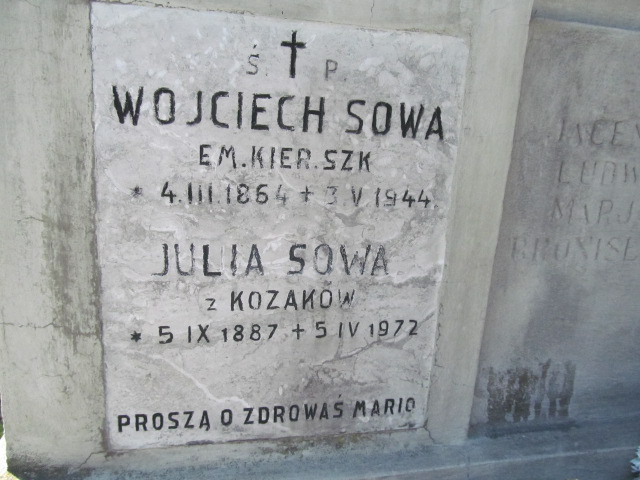 Ś. † P.
WOJCIECH SOWA
EM. KIER. SZK
* 4.III.1864 + 3.V.1944.
JULIA SOWA
z KOZAKÓW
* 5 IX 1887 + 5 IV 1972
PROSZĄ O ZDROWAŚ MARIO